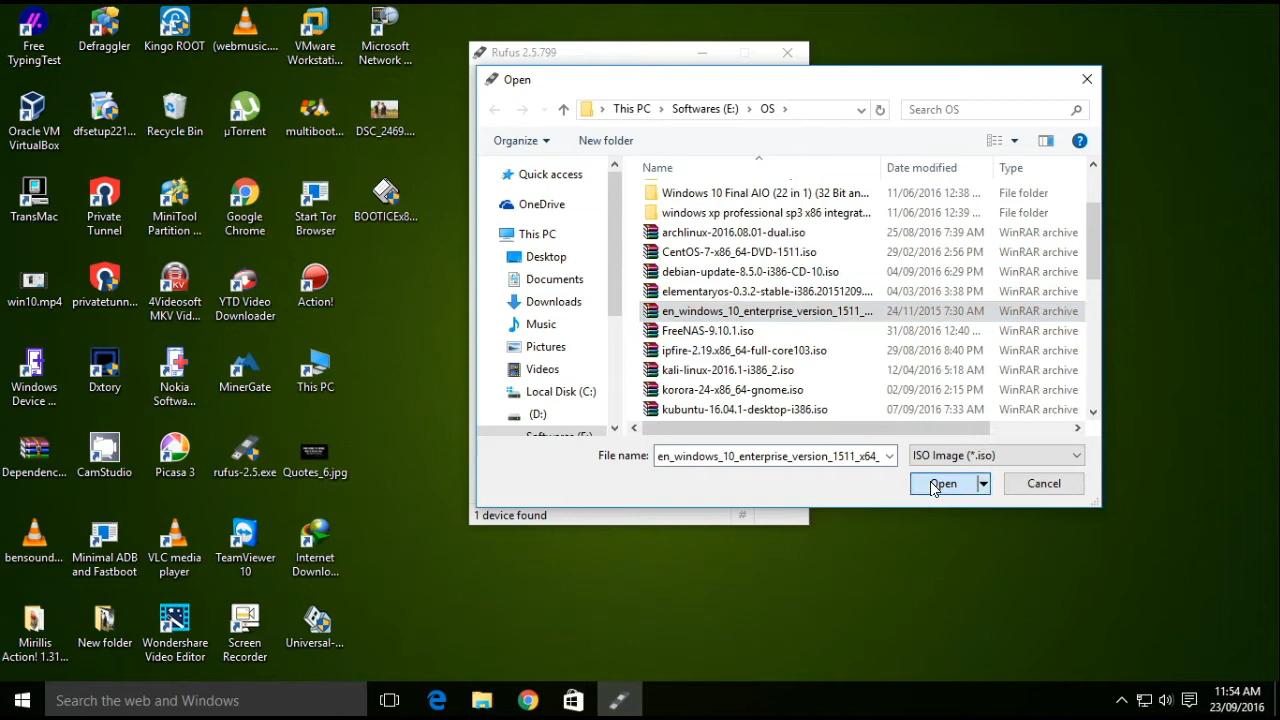 Free
TypingTest
Defraggler
Kingo ROOT
(webmusic....
VMware
Workstati...
Microsoft
Network ...
Oracle VM
VirtualBox
dfsetup221...
Recycle Bin
µTorrent
multiboot...
DSC_2469....
TransMac
Private
Tunnel
MiniTool
Partition ...
Google
Chrome
Start Tor
Browser
BOOTICEx8...
win10.mp4
privatetunn...
4Videosoft
MKV Vid...
YTD Video
Downloader
Action!
Windows
Device ...
Dxtory
Nokia
Softwa...
MinerGate
This PC
Dependenc...
CamStudio
Picasa 3
rufus-2.5.exe
Quotes_6.jpg
bensound...
Minimal ADB
and Fastboot
VLC media
player
TeamViewer
10
Internet
Downlo...
Mirillis
Action! 1.31...
New folder
Wondershare
Video Editor
Screen
Recorder
Universal-...
Rufus 2.5.799
Open
This PC > Softwares (E:) > OS >
Search OS
Organize
New folder
Quick access
OneDrive
This PC
Desktop
Documents
Downloads
Music
Pictures
Videos
Local Disk (C:)
(D:)
Softwares (E:)
Name Date modified Type
Windows 10 Final AIO (22 in 1) (32 Bit an... 11/06/2016 12:38 ... File folder
windows xp professional sp3 x86 integrat... 11/06/2016 12:39 ... File folder
archlinux-2016.08.01-dual.iso 25/08/2016 7:39 AM WinRAR archive
CentOS-7-x86_64-DVD-1511.iso 29/02/2016 2:56 PM WinRAR archive
debian-update-8.5.0-i386-CD-10.iso 04/09/2016 6:29 PM WinRAR archive
elementaryos-0.3.2-stable-i386.20151209.... 04/03/2016 3:38 PM WinRAR archive
en_windows_10_enterprise_version_1511_... 24/11/2015 7:30 AM WinRAR archive
FreeNAS-9.10.1.iso 31/08/2016 12:40 ... WinRAR archive
ipfire-2.19.x86_64-full-core103.iso 29/08/2016 8:40 PM WinRAR archive
kali-linux-2016.1-i386_2.iso 12/04/2016 5:18 AM WinRAR archive
korora-24-x86_64-gnome.iso 02/09/2016 2:15 PM WinRAR archive
kubuntu-16.04.1-desktop-i386.iso 07/09/2016 7:33 AM WinRAR archive
File name: en_windows_10_enterprise_version_1511_x64_ ISO Image (*.iso)
Open
Cancel
1 device found
#
Search the web and Windows
11:54 AM
23/09/2016